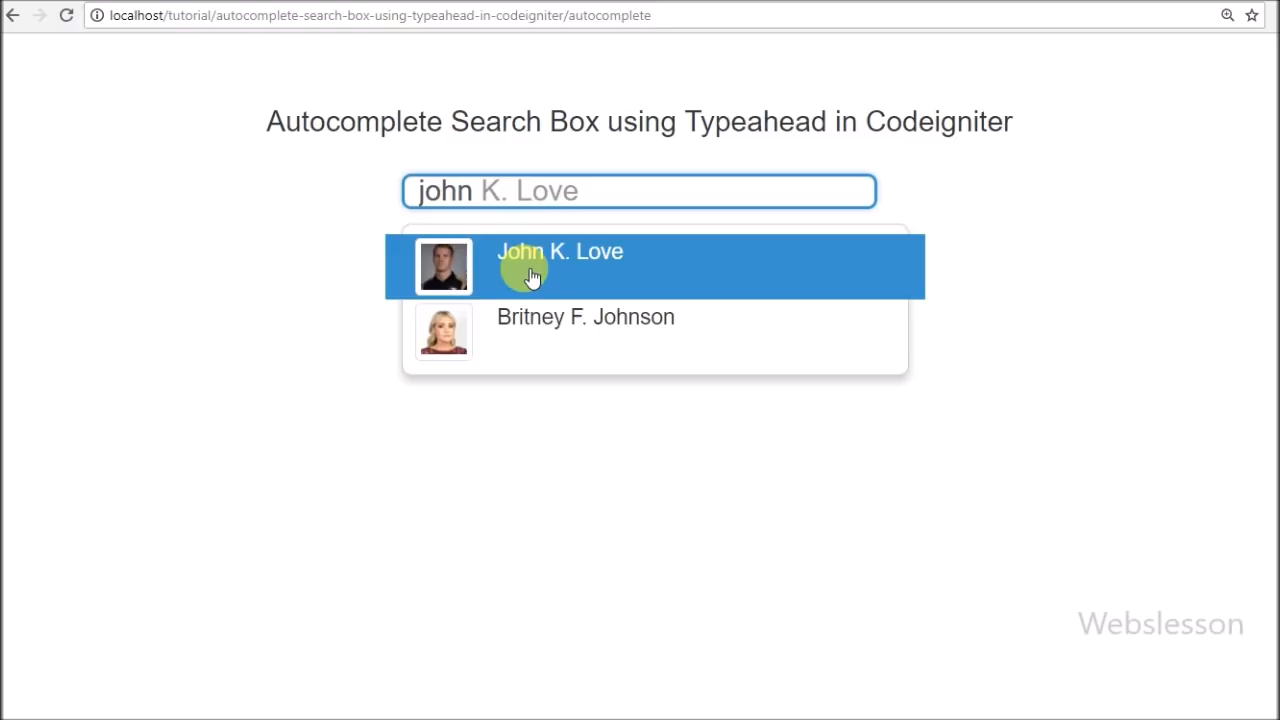 localhost/tutorial/autocomplete-search-box-using-typeahead-in-codeigniter/autocomplete
Autocomplete Search Box using Typeahead in Codeigniter
john K. Love
John K. Love
Britney F. Johnson
Webslesson